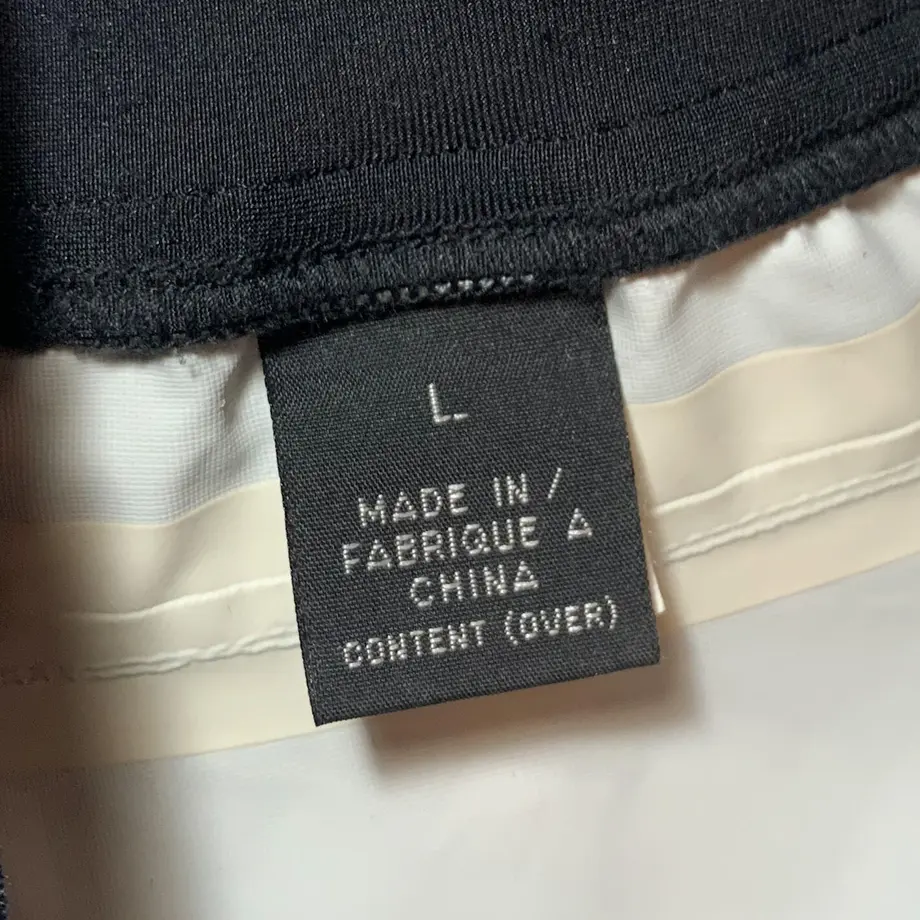 L
MADE IN /
FABRIQUE A
CHINA
CONTENT (OVER)